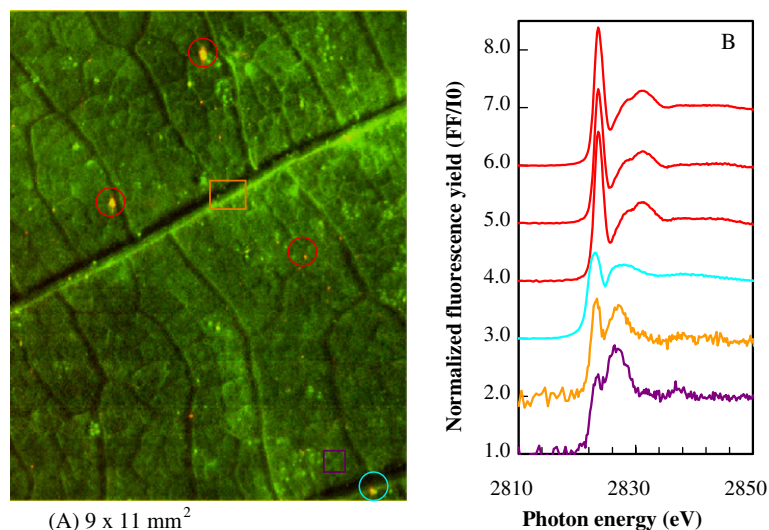 B
Normalized fluorescence yield (FF/I0)
8.0
7.0
6.0
5.0
4.0
3.0
2.0
1.0
2810 2830 2850
Photon energy (eV)
(A) 9 x 11 mm²